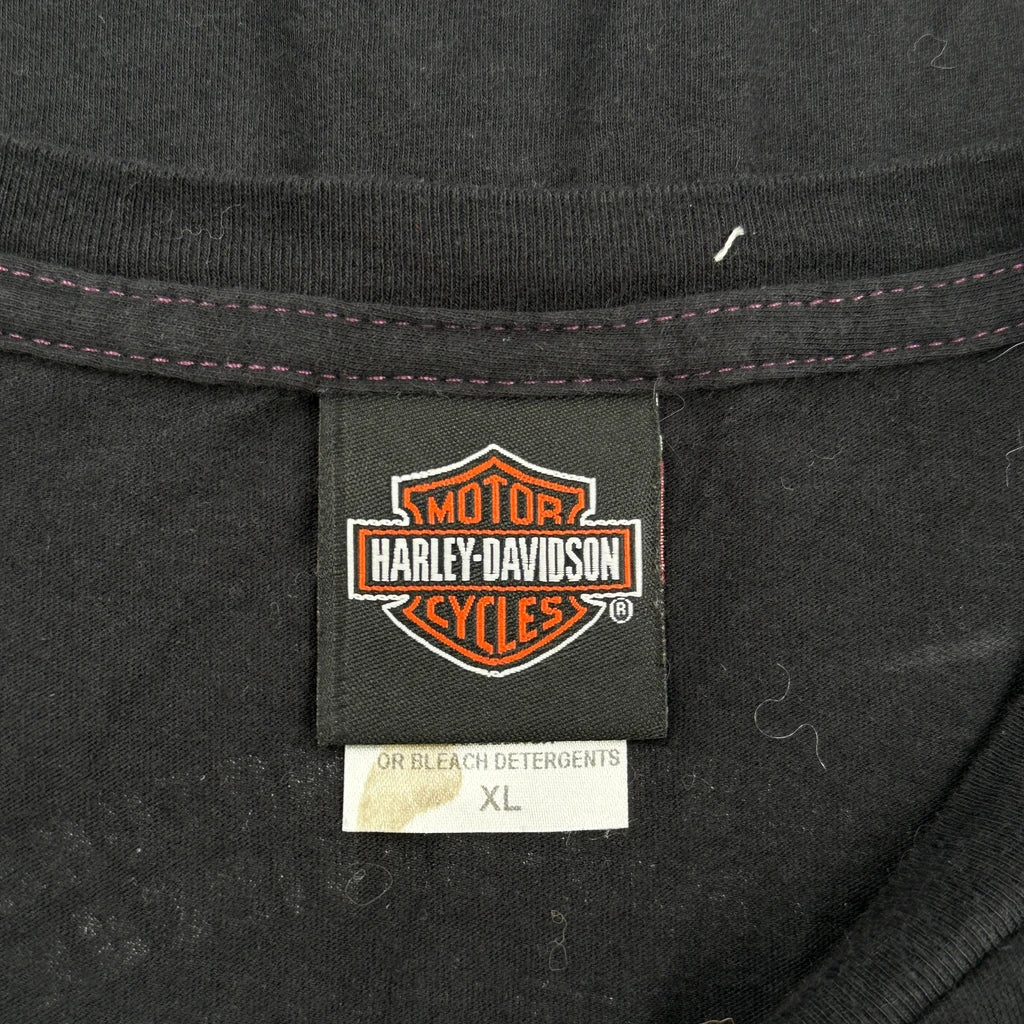 MOTOR
HARLEY-DAVIDSON
CYCLES
®
OR BLEACH DETERGENTS
XL